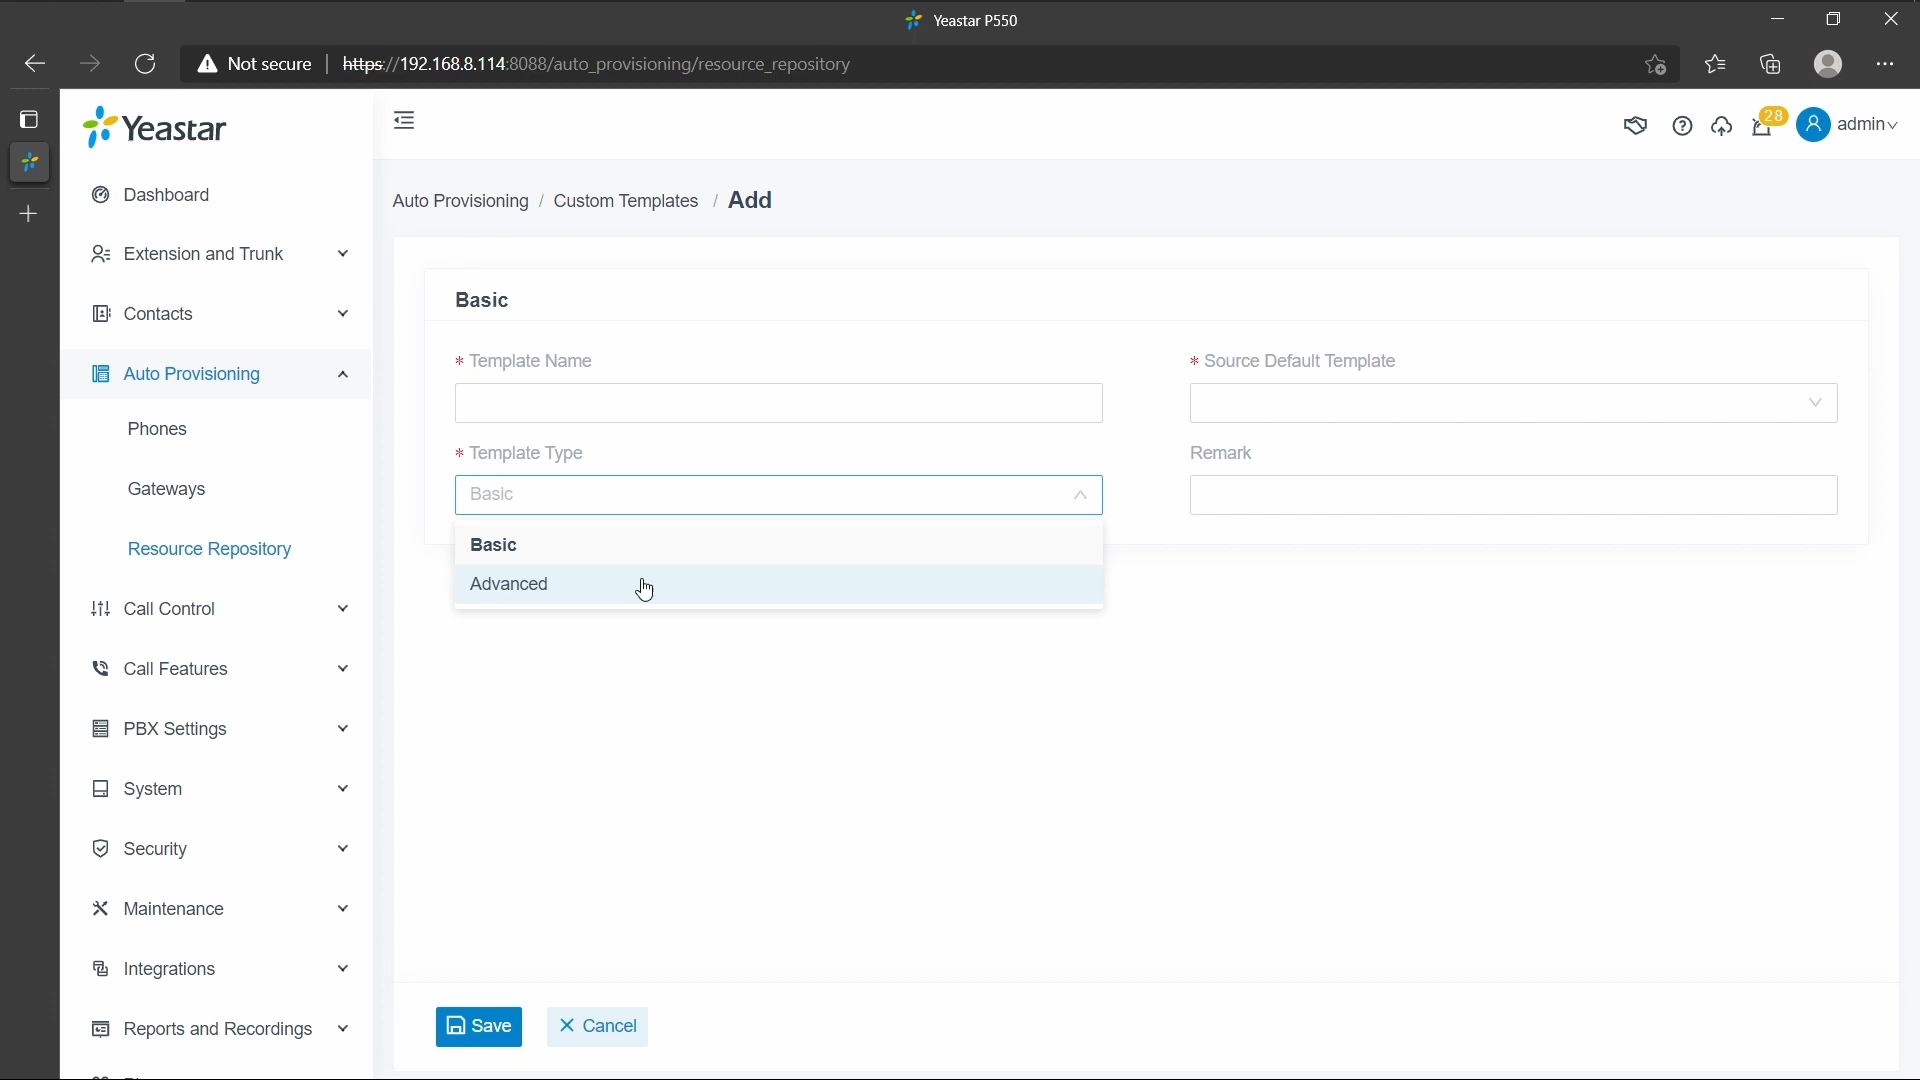 Yeastar P550
Not secure https://192.168.8.114:8088/auto_provisioning/resource_repository
Yeastar
28
admin
Dashboard
Extension and Trunk
Contacts
Auto Provisioning
Phones
Gateways
Resource Repository
Call Control
Call Features
PBX Settings
System
Security
Maintenance
Integrations
Reports and Recordings
Auto Provisioning / Custom Templates / Add
Basic
* Template Name
* Source Default Template
* Template Type
Remark
Basic
Basic
Advanced
Save
Cancel